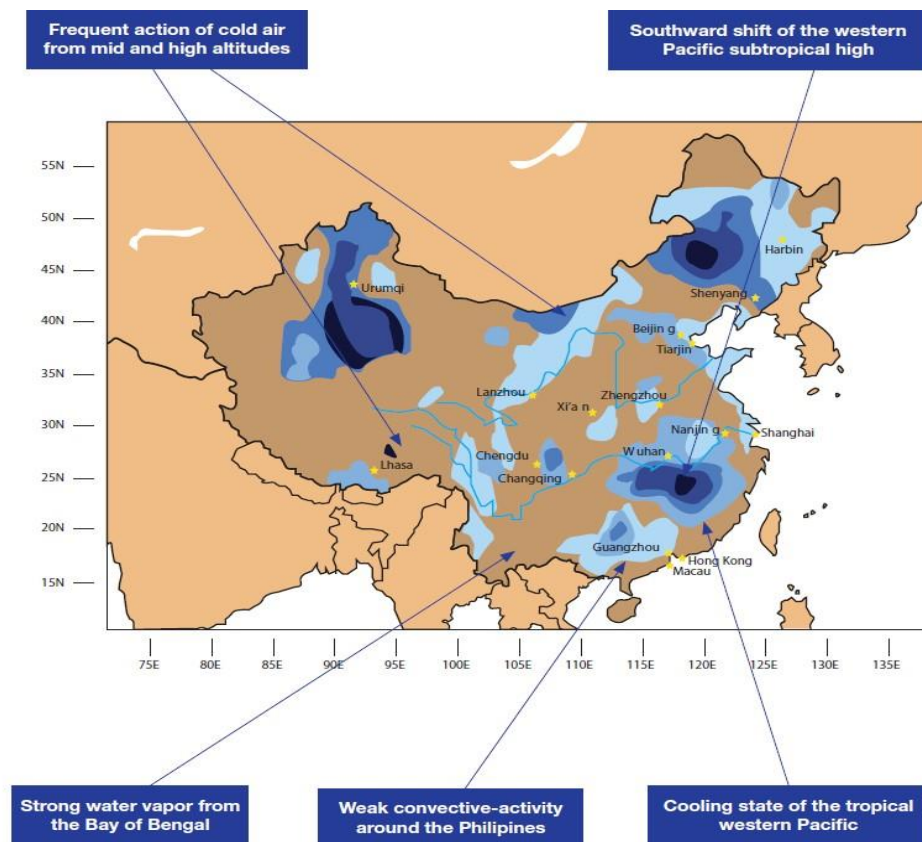 Frequent action of cold air
from mid and high altitudes
Southward shift of the western
Pacific subtropical high
55N
50N
45N
40N
35N
30N
25N
20N
15N
Harbin
Urumqi
Shenyang
Beijin g
Tiarjin
Lanzhou
Zhengzhou
Xi'a n
Nanjin g
Shanghai
Wuhan
Chengdu
Lhasa
Changqing
Guangzhou
Hong Kong
Macau
75E 80E 85E 90E 95E 100E 105E 110E 115E 120E 125E 130E 135E
Strong water vapor from
the Bay of Bengal
Weak convective-activity
around the Philipines
Cooling state of the tropical
western Pacific